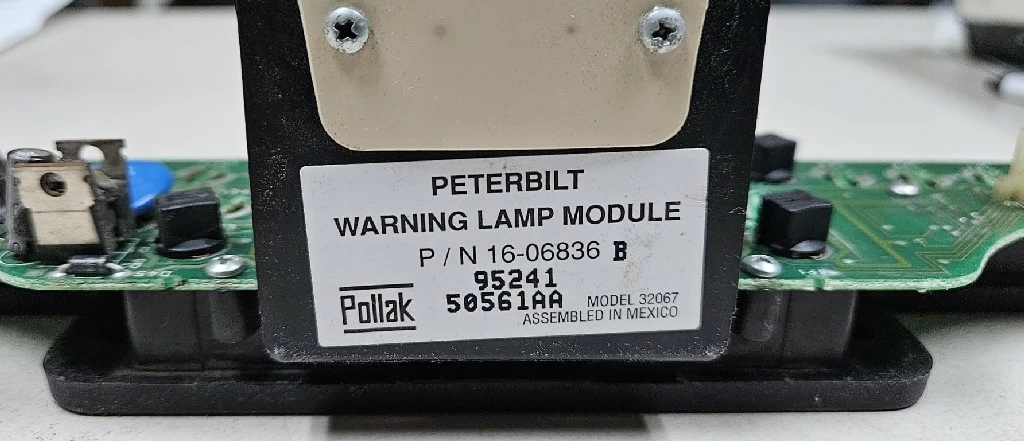 PETERBILT
WARNING LAMP MODULE
P / N 16-06836 B
95241
Pollak 50561AA MODEL 32067
ASSEMBLED IN MEXICO